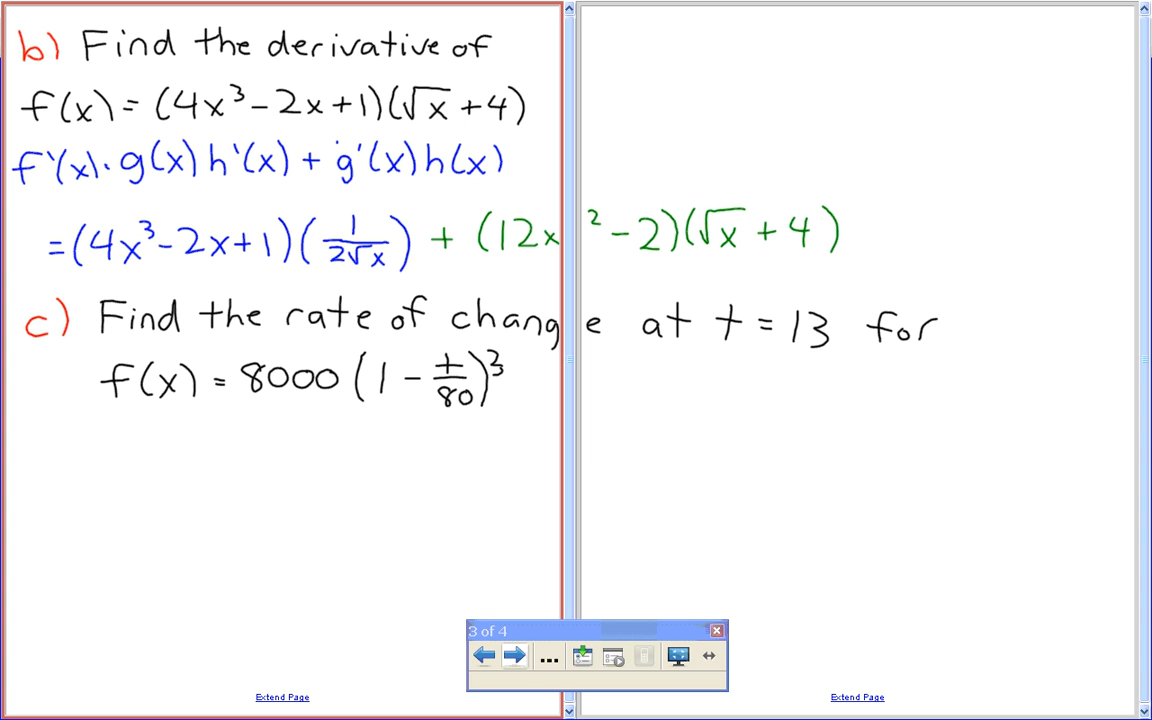 b) Find the derivative of
f(x) = (4x³ - 2x + 1)(√x + 4)
f'(x) · g(x) h'(x) + g'(x) h(x)
= (4x³ - 2x + 1)(1/(2√x)) + (12x² - 2)(√x + 4)
c) Find the rate of change at t = 13 for
f(x) = 8000 (1 - t/80)³
3 of 4
...
Extend Page
Extend Page